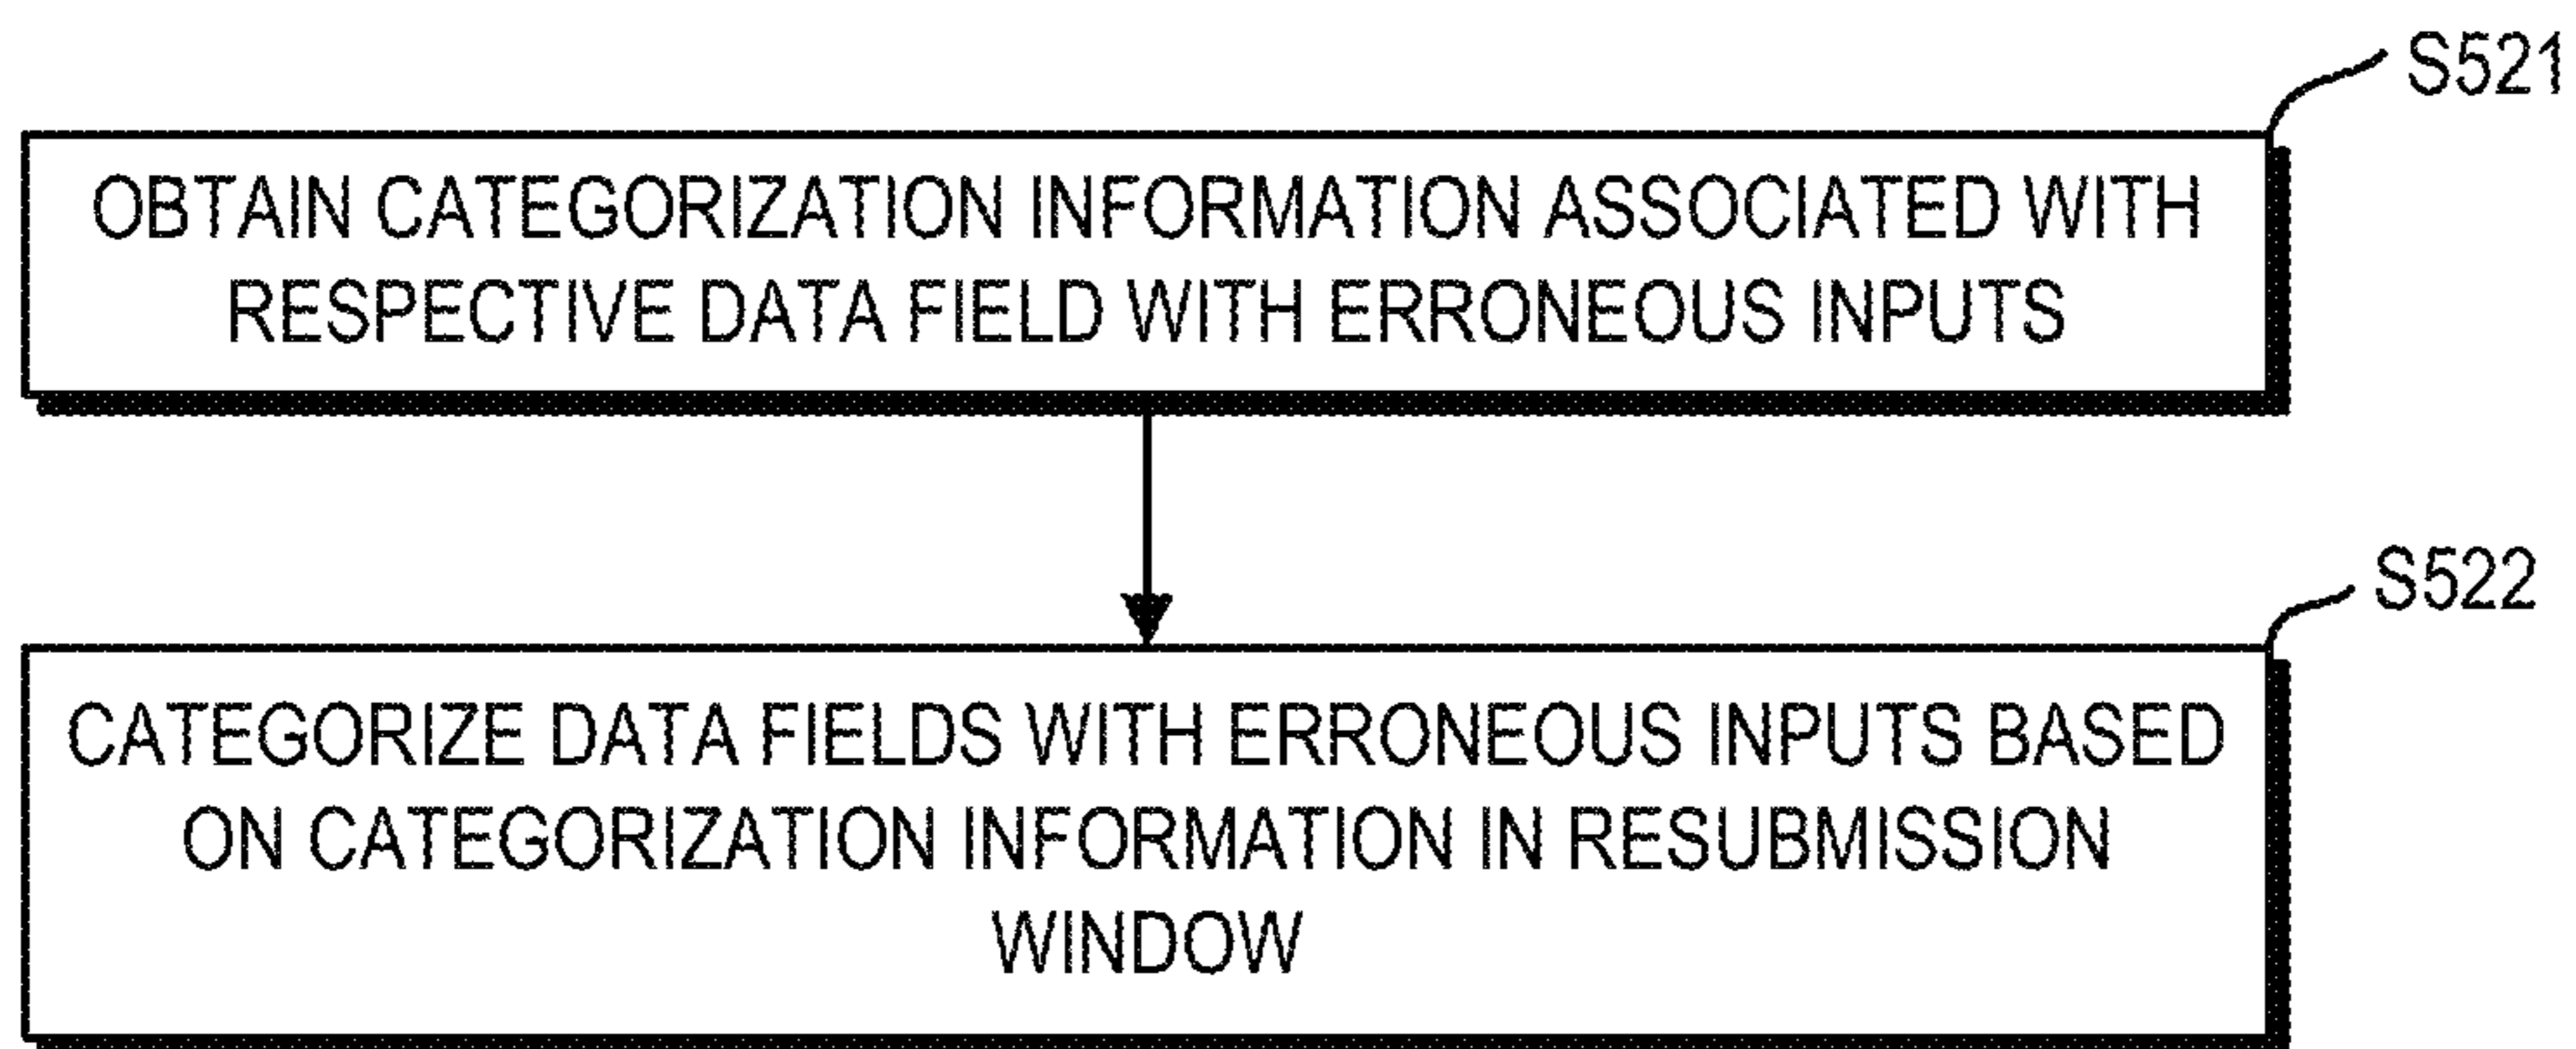 S521
OBTAIN CATEGORIZATION INFORMATION ASSOCIATED WITH
RESPECTIVE DATA FIELD WITH ERRONEOUS INPUTS
S522
CATEGORIZE DATA FIELDS WITH ERRONEOUS INPUTS BASED
ON CATEGORIZATION INFORMATION IN RESUBMISSION
WINDOW